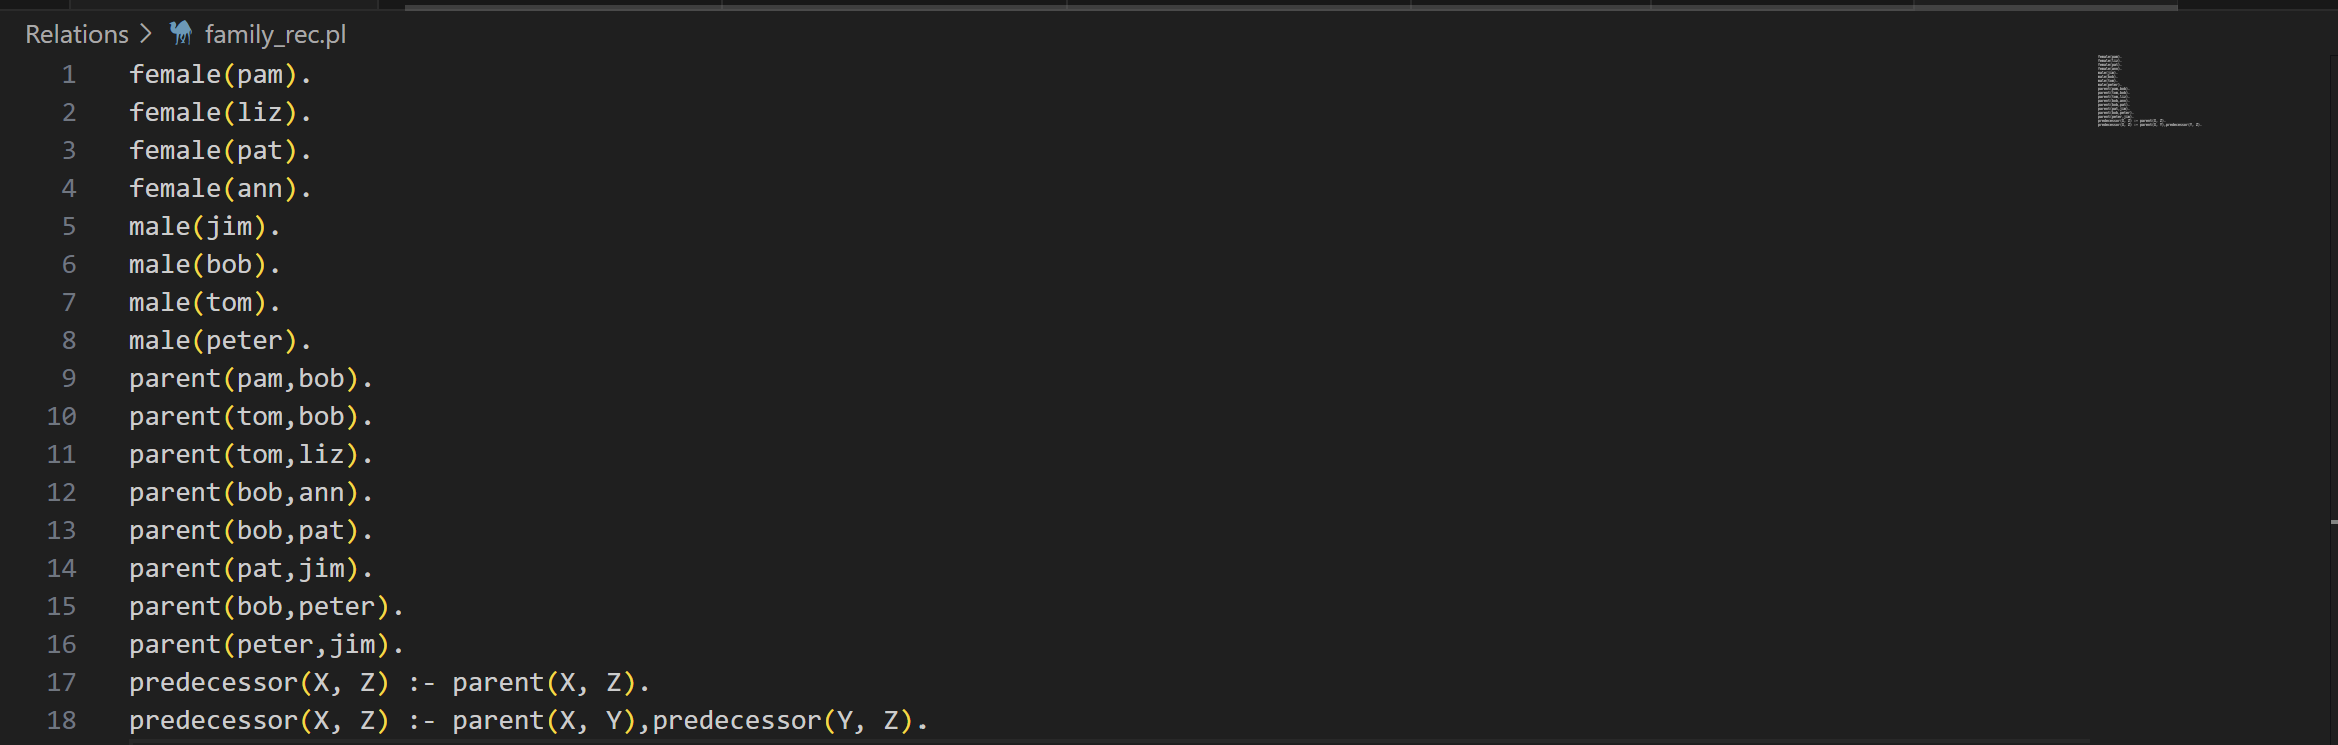 Relations > family_rec.pl
1 female(pam).
2 female(liz).
3 female(pat).
4 female(ann).
5 male(jim).
6 male(bob).
7 male(tom).
8 male(peter).
9 parent(pam,bob).
10 parent(tom,bob).
11 parent(tom,liz).
12 parent(bob,ann).
13 parent(bob,pat).
14 parent(pat,jim).
15 parent(bob,peter).
16 parent(peter,jim).
17 predecessor(X, Z) :- parent(X, Z).
18 predecessor(X, Z) :- parent(X, Y),predecessor(Y, Z).